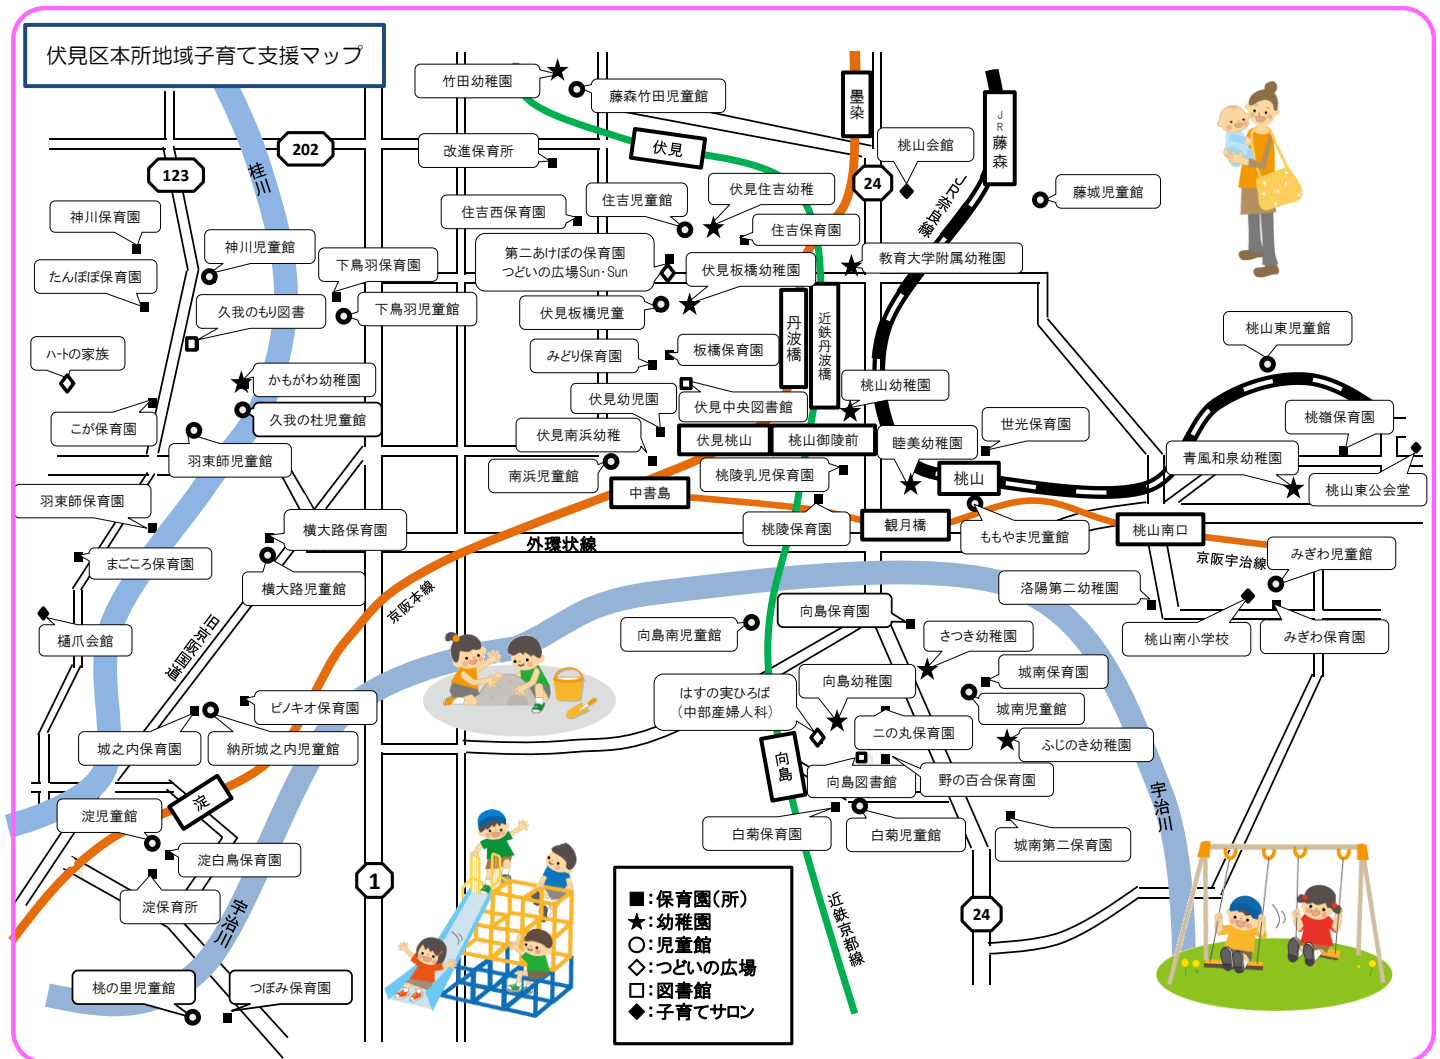 伏見区本所地域子育て支援マップ
竹田幼稚園
藤森竹田児童館
墨染
JR藤森
202
桂川
改進保育所
伏見
桃山会館
123
24
JR奈良線
藤城児童館
神川保育園
神川児童館
下鳥羽保育園
住吉西保育園
住吉児童館
伏見住吉幼稚
住吉保育園
たんぽぽ保育園
第二あけぼの保育園
つどいの広場Sun・Sun
伏見板橋幼稚園
教育大学附属幼稚園
久我のもり図書
下鳥羽児童館
伏見板橋児童
丹波橋
近鉄丹波橋
桃山東児童館
ハートの家族
みどり保育園
板橋保育園
かもがわ幼稚園
桃山幼稚園
伏見幼児園
伏見中央図書館
こが保育園
久我の杜児童館
世光保育園
桃嶺保育園
伏見南浜幼稚
伏見桃山
桃山御陵前
睦美幼稚園
羽束師児童館
南浜児童館
桃陵乳児保育園
桃山
青風和泉幼稚園
桃山東公会堂
羽束師保育園
中書島
横大路保育園
桃陵保育園
観月橋
ももやま児童館
桃山南口
外環状線
京阪宇治線
みぎわ児童館
まごころ保育園
横大路児童館
京阪本線
洛陽第二幼稚園
向島保育園
樋爪会館
旧京阪国道
向島南児童館
さつき幼稚園
桃山南小学校
みぎわ保育園
城南保育園
はすの実ひろば
(中部産婦人科)
向島幼稚園
ピノキオ保育園
城南児童館
城之内保育園
納所城之内児童館
二の丸保育園
ふじのき幼稚園
向島
向島図書館
野の百合保育園
宇治川
淀
淀児童館
白菊保育園
白菊児童館
城南第二保育園
淀白鳥保育園
1
淀保育所
宇治川
24
近鉄京都線
桃の里児童館
つぼみ保育園
■:保育園(所)
★:幼稚園
○:児童館
◇:つどいの広場
□:図書館
◆:子育てサロン